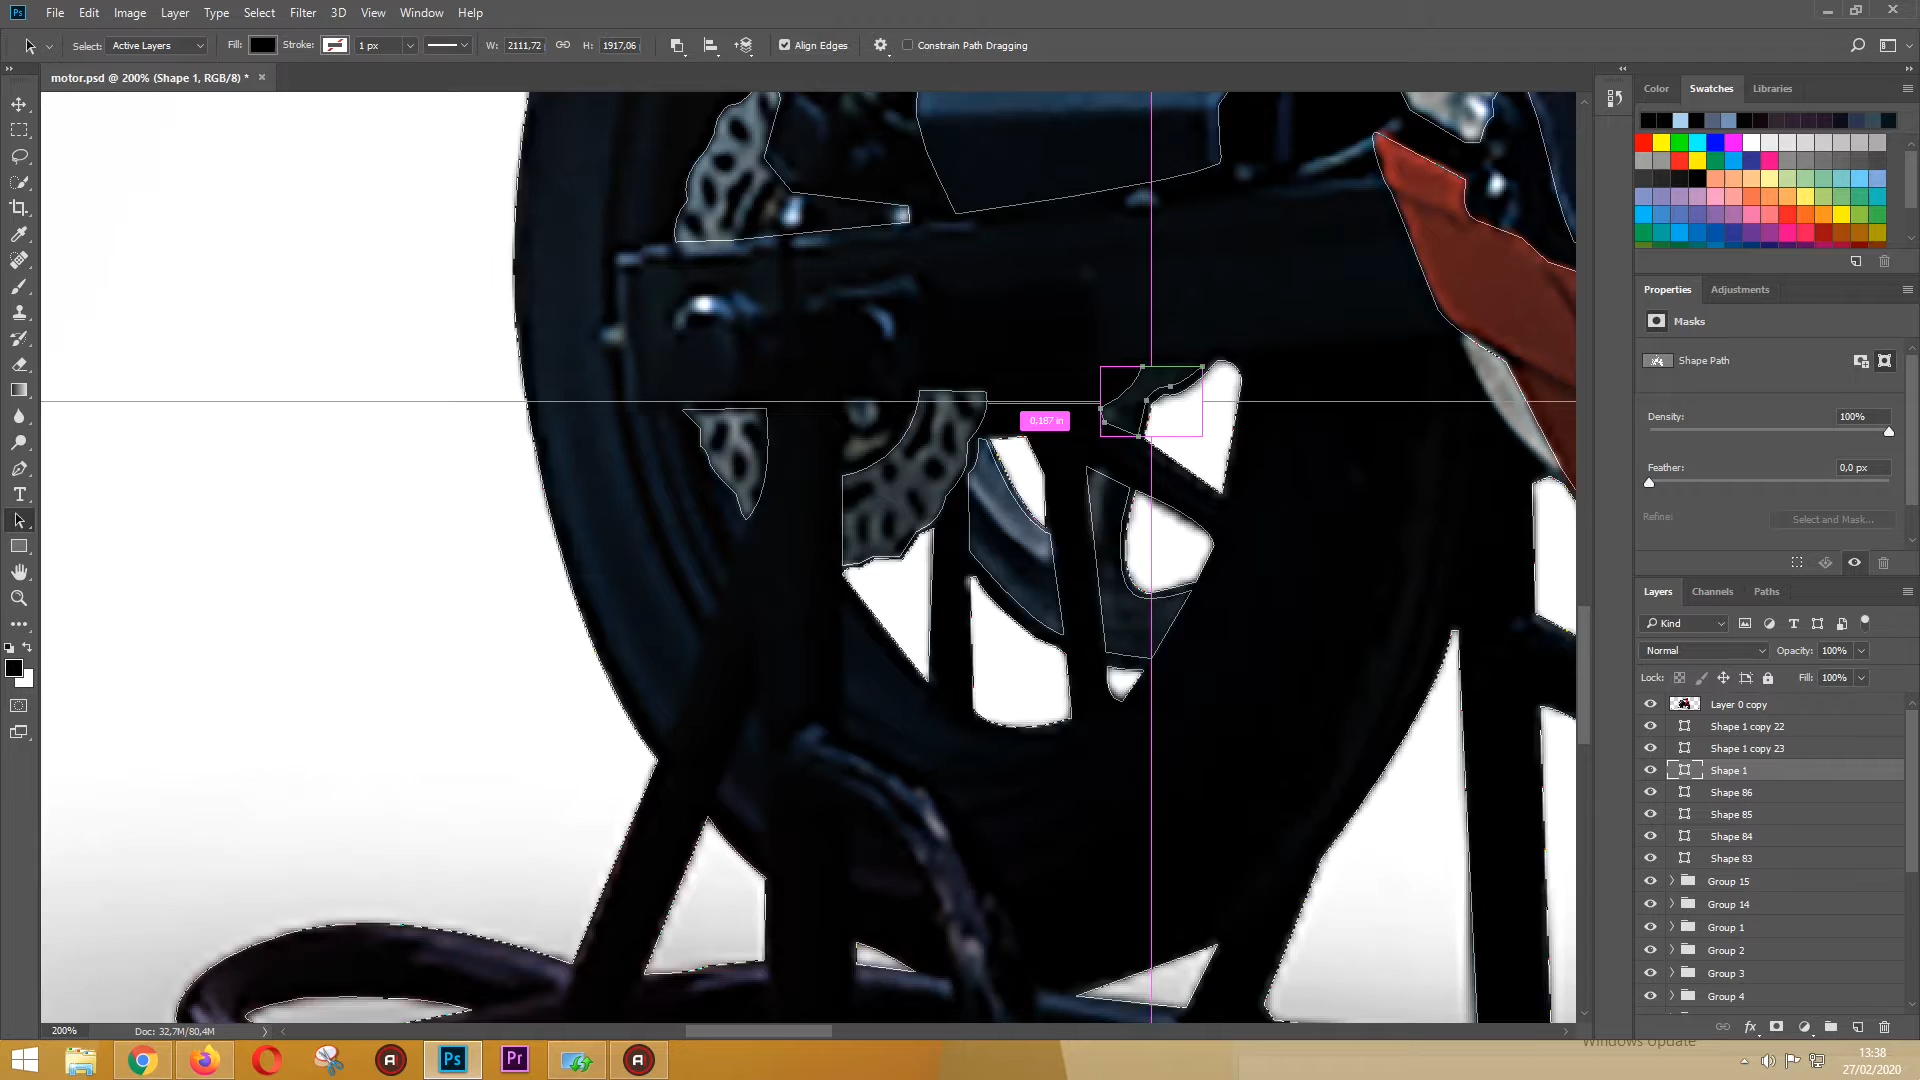 Ps File Edit Image Layer Type Select Filter 3D View Window Help
Select: Active Layers Fill: Stroke: 1 px W: 2111,72 H: 1917,06 Align Edges Constrain Path Dragging
motor.psd @ 200% (Shape 1, RGB/8) *
Color Swatches Libraries
Properties Adjustments
Masks
Shape Path
Density: 100%
0,187 in
Feather: 0,0 px
Refine: Select and Mask...
Layers Channels Paths
Kind
Normal Opacity: 100%
Lock: Fill: 100%
Layer 0 copy
Shape 1 copy 22
Shape 1 copy 23
Shape 1
Shape 86
Shape 85
Shape 84
Shape 83
Group 15
Group 14
Group 1
Group 2
Group 3
Group 4
200% Doc: 32,7M/80,4M
fx
Windows Update
Ps Pr
13:38
27/02/2020